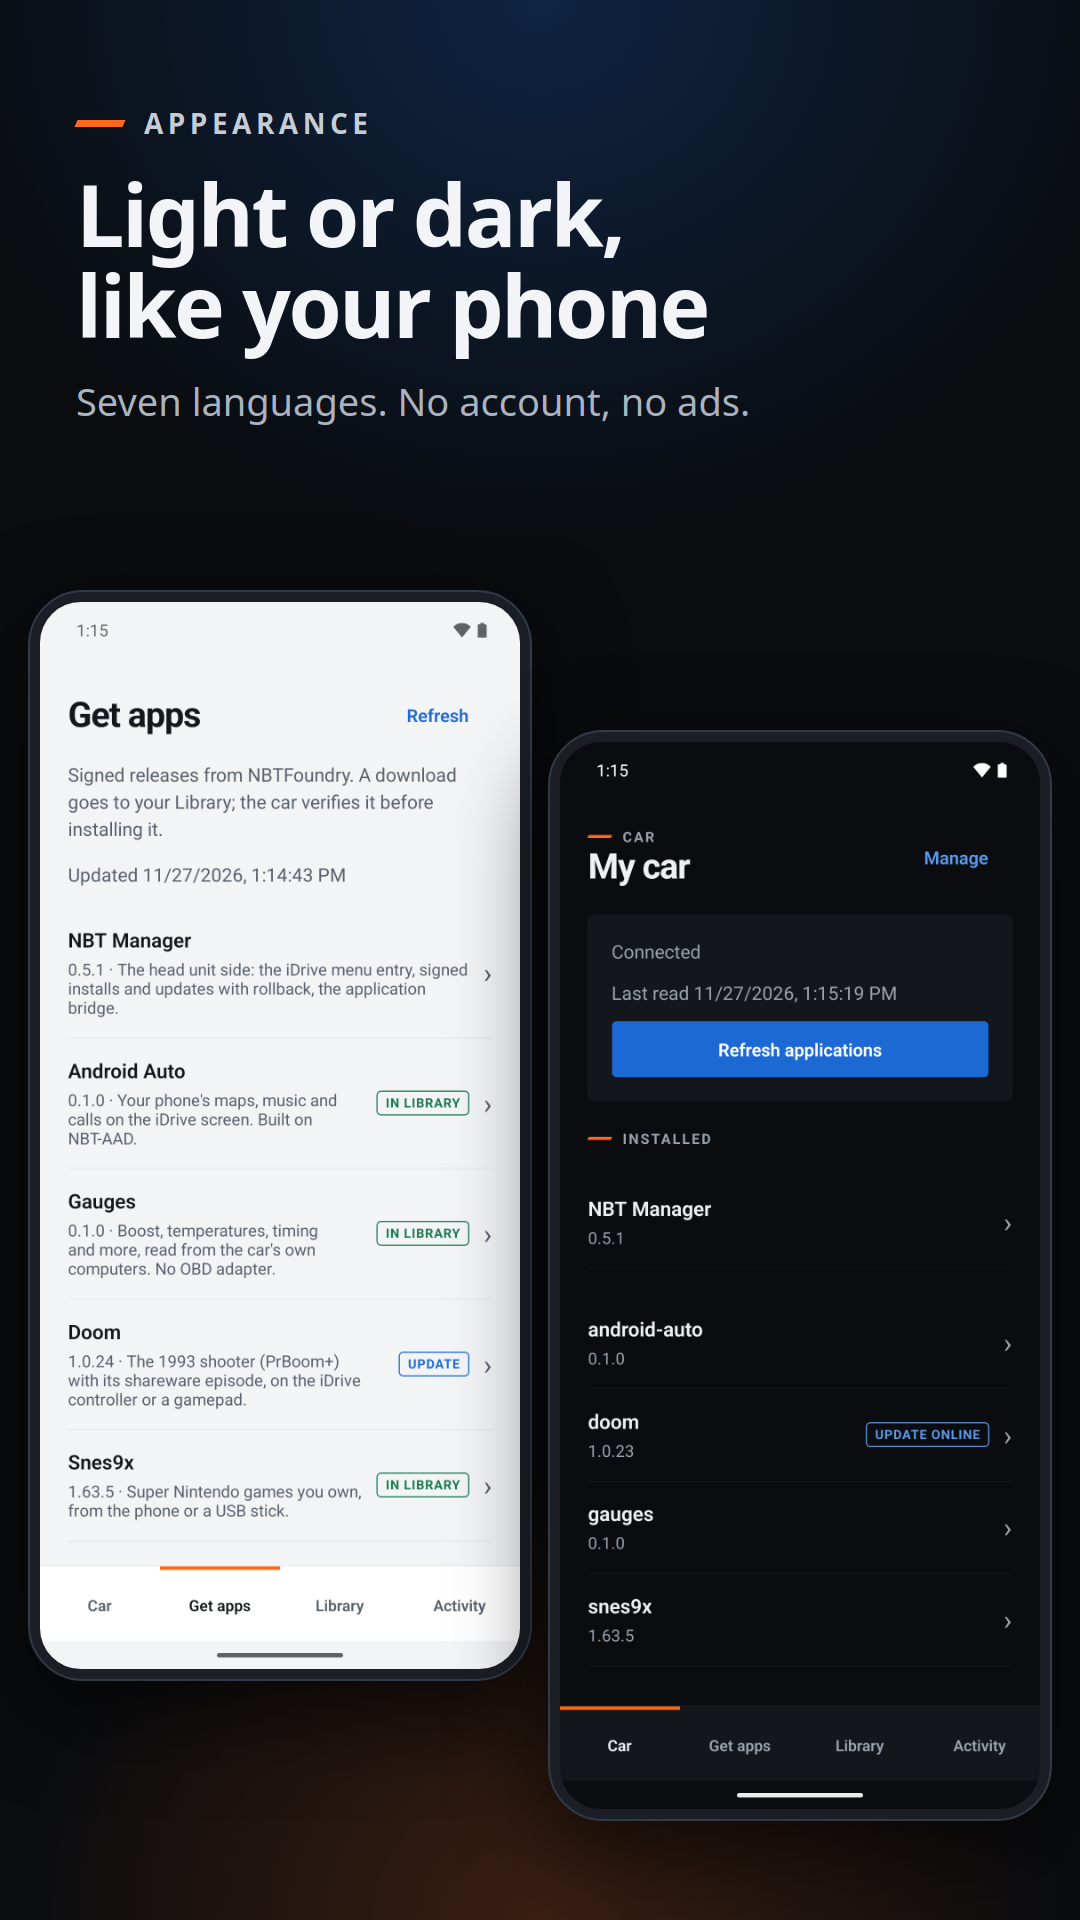 APPEARANCE
Light or dark,
like your phone
Seven languages. No account, no ads.
1:15
Get apps
Refresh
Signed releases from NBTFoundry. A download
goes to your Library; the car verifies it before
installing it.
Updated 11/27/2026, 1:14:43 PM
NBT Manager
0.5.1 · The head unit side: the iDrive menu entry, signed
installs and updates with rollback, the application
bridge.
Android Auto
0.1.0 · Your phone's maps, music and
calls on the iDrive screen. Built on
NBT-AAD.
IN LIBRARY
Gauges
0.1.0 · Boost, temperatures, timing
and more, read from the car's own
computers. No OBD adapter.
IN LIBRARY
Doom
1.0.24 · The 1993 shooter (PrBoom+)
with its shareware episode, on the iDrive
controller or a gamepad.
UPDATE
Snes9x
1.63.5 · Super Nintendo games you own,
from the phone or a USB stick.
IN LIBRARY
Car
Get apps
Library
Activity
1:15
CAR
My car
Manage
Connected
Last read 11/27/2026, 1:15:19 PM
Refresh applications
INSTALLED
NBT Manager
0.5.1
android-auto
0.1.0
doom
1.0.23
UPDATE ONLINE
gauges
0.1.0
snes9x
1.63.5
Car
Get apps
Library
Activity